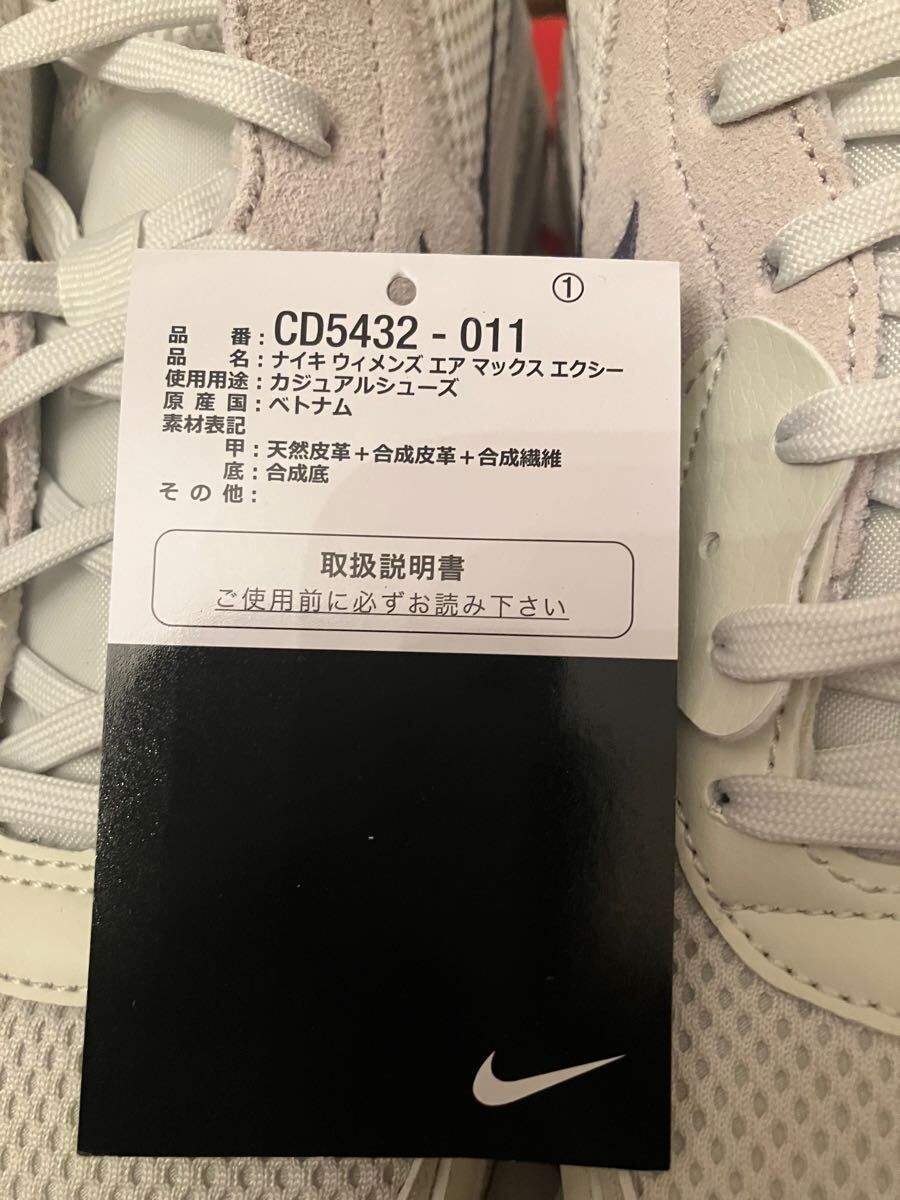 ①
品番：CD5432 - 011
品名：ナイキ ウィメンズ エア マックス エクシー
使用用途：カジュアルシューズ
原産国：ベトナム
素材表記
甲：天然皮革＋合成皮革＋合成繊維
底：合成底
その他：
取扱説明書
ご使用前に必ずお読み下さい